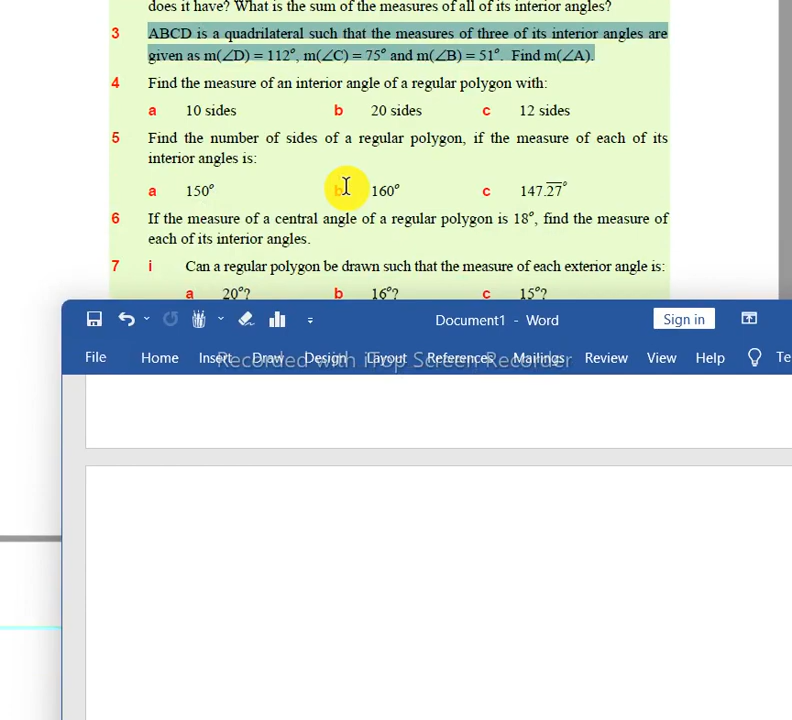 does it have? What is the sum of the measures of all of its interior angles?
3 ABCD is a quadrilateral such that the measures of three of its interior angles are
given as m(∠D) = 112°, m(∠C) = 75° and m(∠B) = 51°. Find m(∠A).
4 Find the measure of an interior angle of a regular polygon with:
a 10 sides b 20 sides c 12 sides
5 Find the number of sides of a regular polygon, if the measure of each of its
interior angles is:
a 150° b 160° c 147.2̅7̅°
6 If the measure of a central angle of a regular polygon is 18°, find the measure of
each of its interior angles.
7 i Can a regular polygon be drawn such that the measure of each exterior angle is:
a 20°? b 16°? c 15°?
Document1 - Word Sign in
File Home Insert Draw Design Layout References Mailings Review View Help Te
Recorded with iTop Screen Recorder